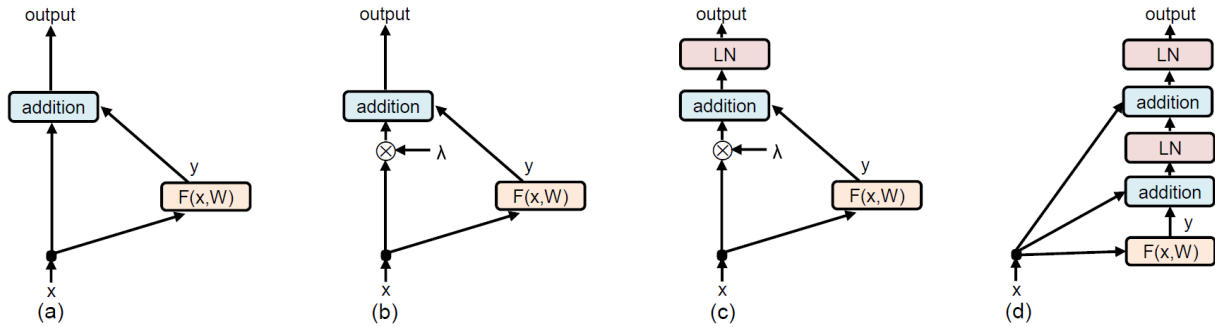 output
addition
y
F(x,W)
x
(a)
output
addition
λ
y
F(x,W)
x
(b)
output
LN
addition
λ
y
F(x,W)
x
(c)
output
LN
addition
LN
addition
y
F(x,W)
x
(d)